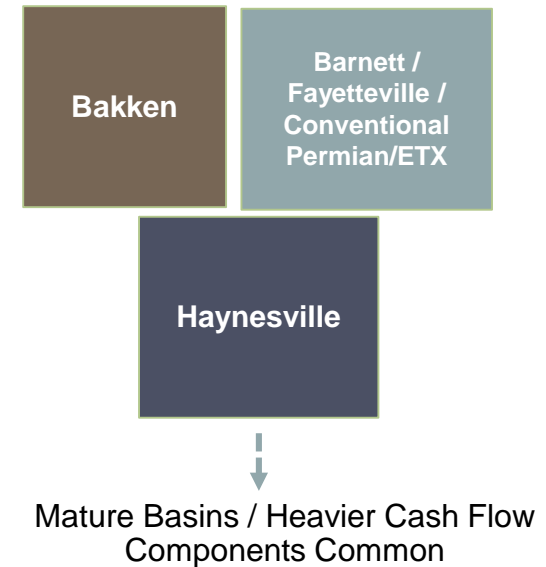 Bakken
Barnett /
Fayetteville /
Conventional
Permian/ETX
Haynesville
Mature Basins / Heavier Cash Flow
Components Common